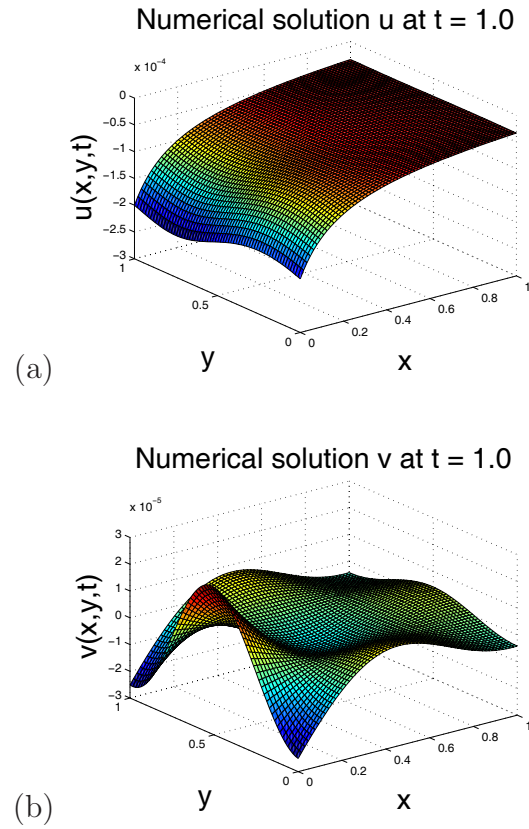 Numerical solution u at t = 1.0
x 10⁻⁴
0
−0.5
−1
−1.5
−2
−2.5
−3
u(x,y,t)
1
0.5
0
y
0
0.2
0.4
0.6
0.8
1
x
(a)
Numerical solution v at t = 1.0
x 10⁻⁵
3
2
1
0
−1
−2
−3
v(x,y,t)
1
0.5
0
y
0
0.2
0.4
0.6
0.8
1
x
(b)